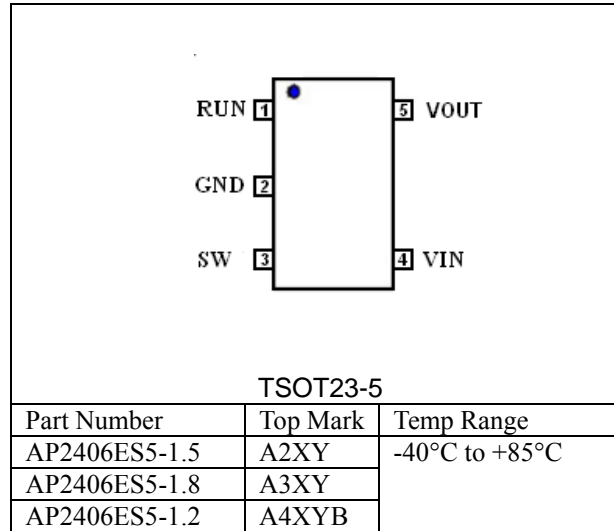 RUN 1 5 VOUT
GND 2
SW 3 4 VIN
TSOT23-5
Part Number Top Mark Temp Range
AP2406ES5-1.5 A2XY -40°C to +85°C
AP2406ES5-1.8 A3XY
AP2406ES5-1.2 A4XYB